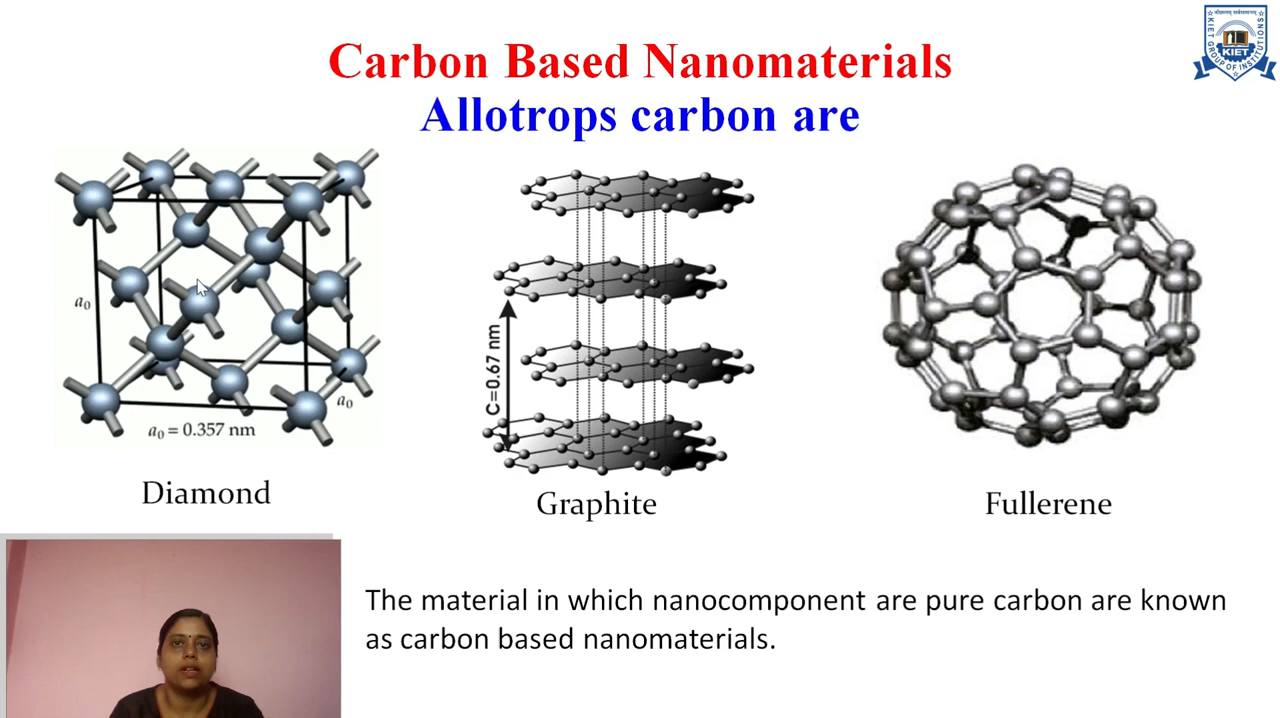 Carbon Based Nanomaterials
Allotrops carbon are
KIET GROUP OF INSTITUTIONS
KIET
a₀
a₀
a₀ = 0.357 nm
C=0.67 nm
Diamond
Graphite
Fullerene
The material in which nanocomponent are pure carbon are known
as carbon based nanomaterials.